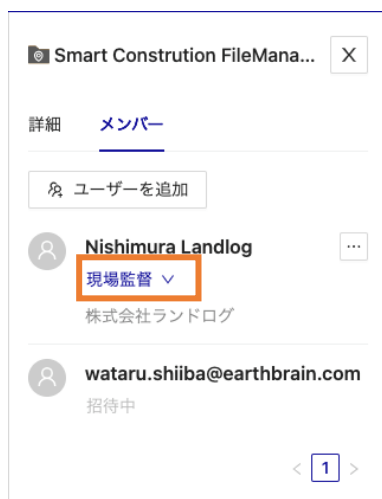 Smart Constrution FileMana... X
詳細 メンバー
ユーザーを追加
Nishimura Landlog ...
現場監督
株式会社ランドログ
wataru.shiiba@earthbrain.com
招待中
< 1 >